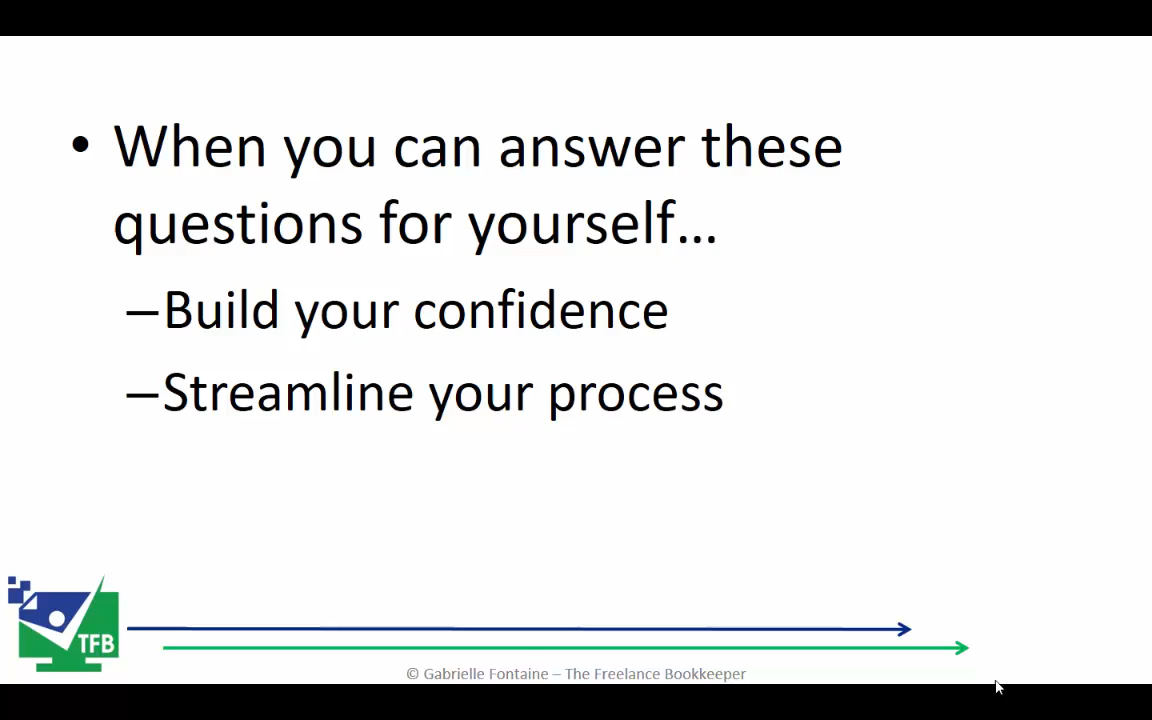 • When you can answer these
questions for yourself…
–Build your confidence
–Streamline your process
TFB
© Gabrielle Fontaine – The Freelance Bookkeeper